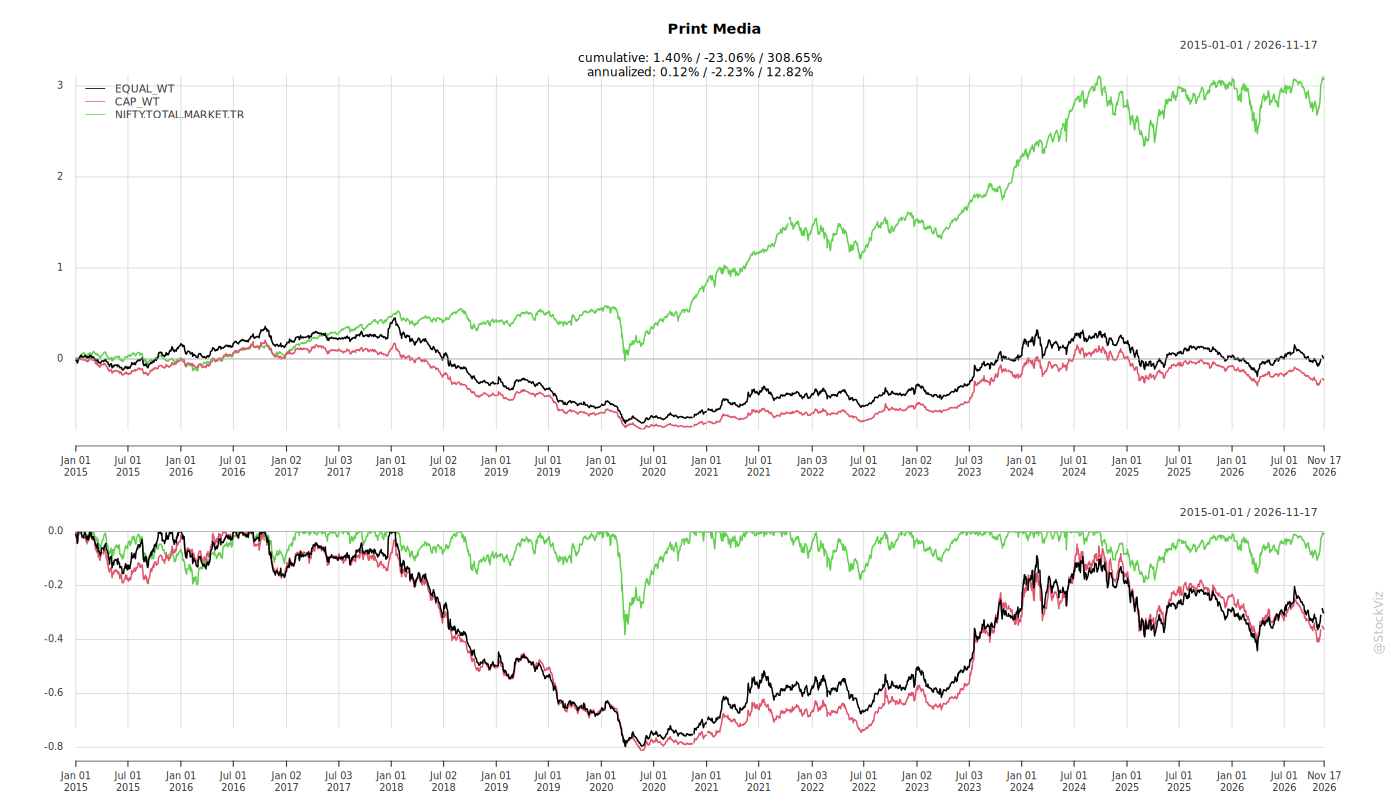 Print Media
2015-01-01 / 2026-11-17
cumulative: 1.40% / -23.06% / 308.65%
annualized: 0.12% / -2.23% / 12.82%
EQUAL_WT
CAP_WT
NIFTY.TOTAL.MARKET.TR
3
2
1
0
Jan 01 Jul 01 Jan 01 Jul 01 Jan 02 Jul 03 Jan 01 Jul 02 Jan 01 Jul 01 Jan 01 Jul 01 Jan 01 Jul 01 Jan 03 Jul 01 Jan 02 Jul 03 Jan 01 Jul 01 Jan 01 Jul 01 Jan 01 Jul 01 Nov 17
2015 2015 2016 2016 2017 2017 2018 2018 2019 2019 2020 2020 2021 2021 2022 2022 2023 2023 2024 2024 2025 2025 2026 2026 2026
2015-01-01 / 2026-11-17
0.0
-0.2
-0.4
-0.6
-0.8
Jan 01 Jul 01 Jan 01 Jul 01 Jan 02 Jul 03 Jan 01 Jul 02 Jan 01 Jul 01 Jan 01 Jul 01 Jan 01 Jul 01 Jan 03 Jul 01 Jan 02 Jul 03 Jan 01 Jul 01 Jan 01 Jul 01 Jan 01 Jul 01 Nov 17
2015 2015 2016 2016 2017 2017 2018 2018 2019 2019 2020 2020 2021 2021 2022 2022 2023 2023 2024 2024 2025 2025 2026 2026 2026
@StockViz